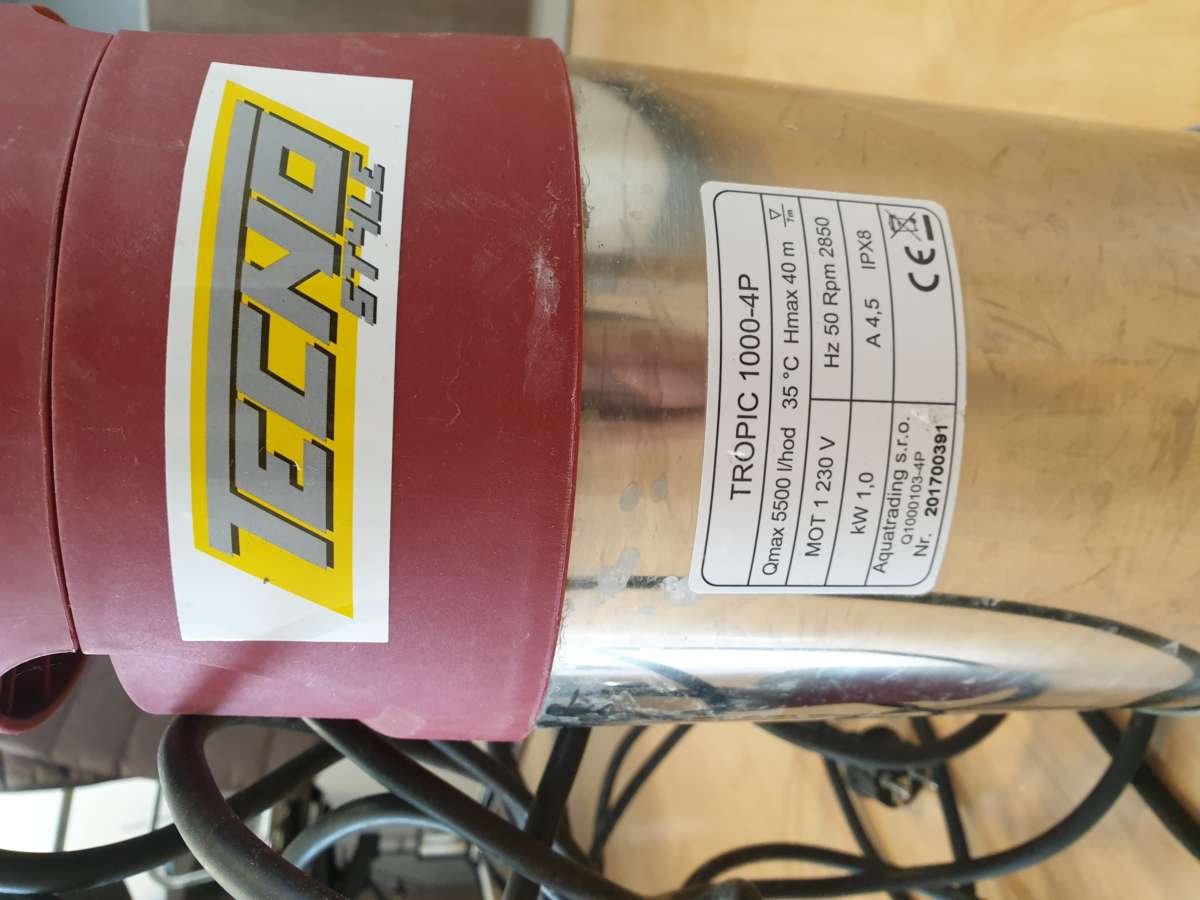 TECNO
STYLE
TROPIC 1000-4P
Qmax 5500 l/hod 35 °C Hmax 40 m 7m
MOT 1 230 V Hz 50 Rpm 2850
kW 1,0 A 4,5 IPX8
Aquatrading s.r.o.
Q1000103-4P
Nr. 201700391
CE